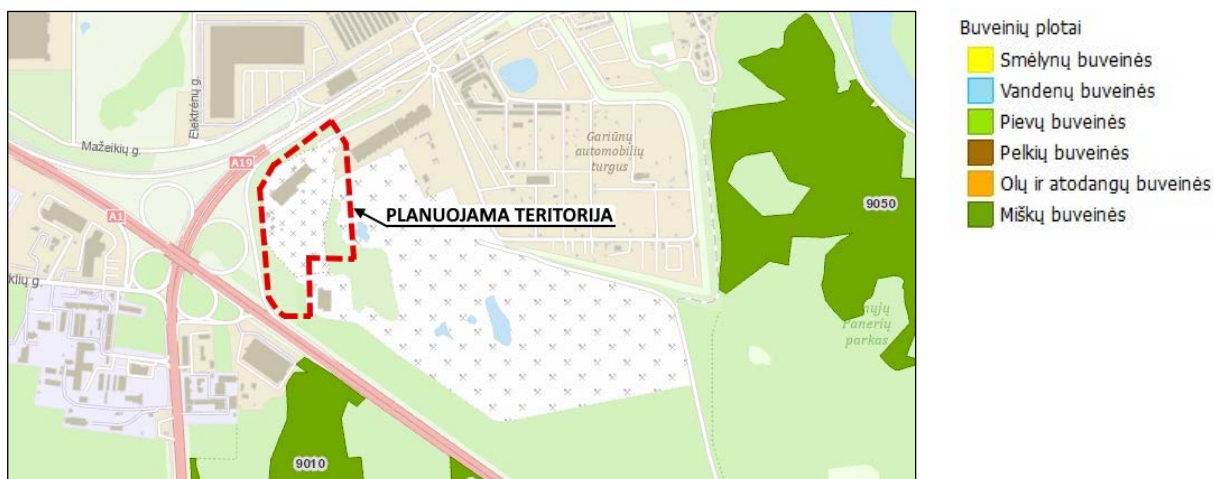 Elektrėnų g.
Mažeikių g.
A19
A1
Gariūnų
automobilių
turgus
PLANUOJAMA TERITORIJA
9050
Panerių
parkas
9010
Buveinių plotai
Smėlynų buveinės
Vandenų buveinės
Pievų buveinės
Pelkių buveinės
Olų ir atodangų buveinės
Miškų buveinės